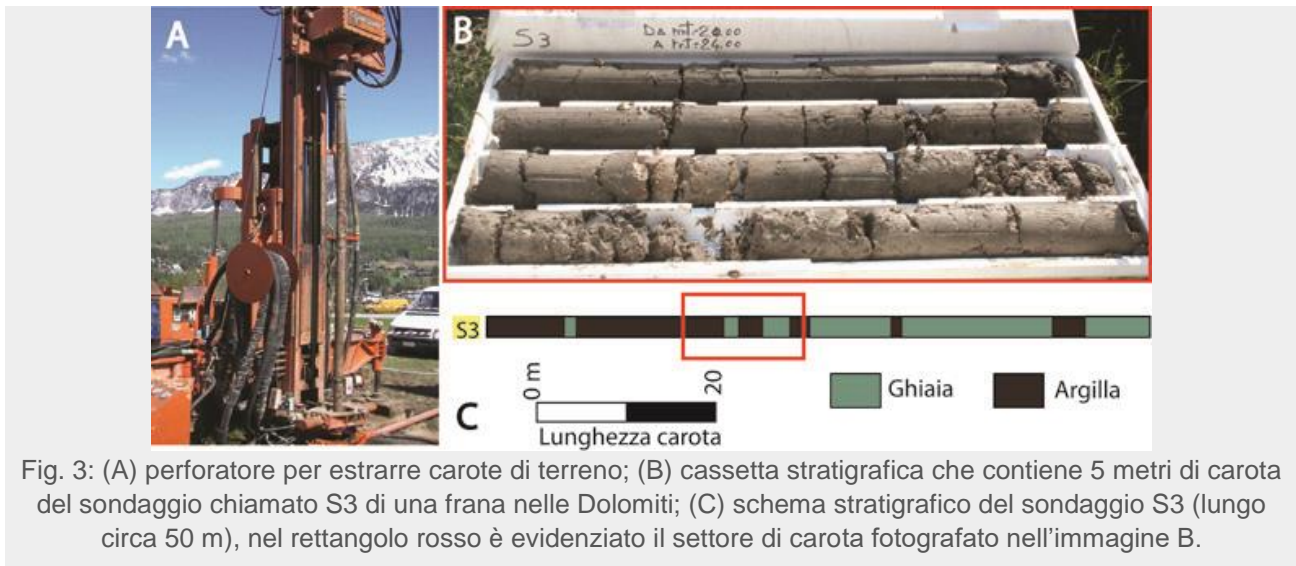 A
B
S3
Da mt: 20.00
A mt: 24.00
S3
0 m
20
Ghiaia
Argilla
C
Lunghezza carota
Fig. 3: (A) perforatore per estrarre carote di terreno; (B) cassetta stratigrafica che contiene 5 metri di carota
del sondaggio chiamato S3 di una frana nelle Dolomiti; (C) schema stratigrafico del sondaggio S3 (lungo
circa 50 m), nel rettangolo rosso è evidenziato il settore di carota fotografato nell'immagine B.